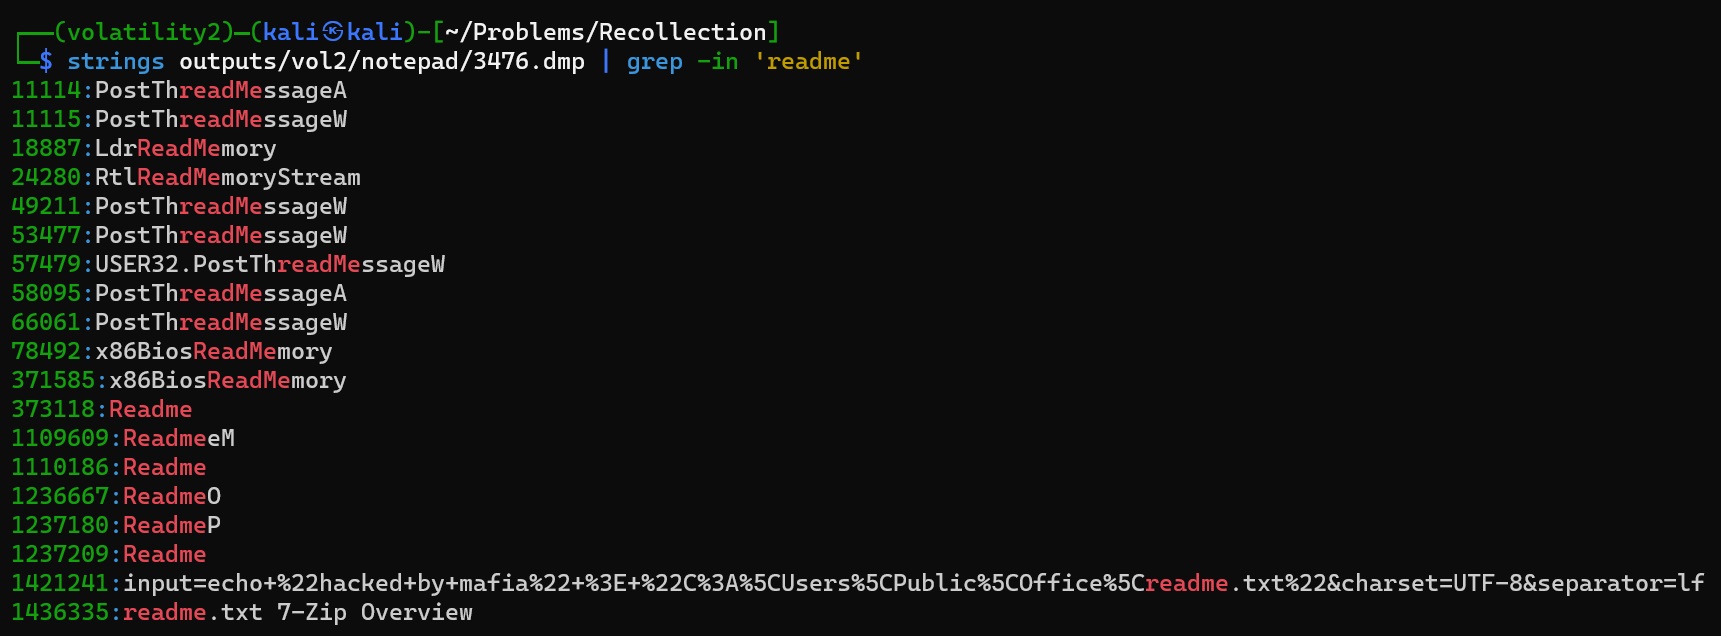 ┌──(volatility2)─(kali㉿kali)-[~/Problems/Recollection]
└─$ strings outputs/vol2/notepad/3476.dmp | grep -in 'readme'
11114:PostThreadMessageA
11115:PostThreadMessageW
18887:LdrReadMemory
24280:RtlReadMemoryStream
49211:PostThreadMessageW
53477:PostThreadMessageW
57479:USER32.PostThreadMessageW
58095:PostThreadMessageA
66061:PostThreadMessageW
78492:x86BiosReadMemory
371585:x86BiosReadMemory
373118:Readme
1109609:ReadmeeM
1110186:Readme
1236667:ReadmeO
1237180:ReadmeP
1237209:Readme
1421241:input=echo+%22hacked+by+mafia%22+%3E+%22C%3A%5CUsers%5CPublic%5COffice%5Creadme.txt%22&charset=UTF-8&separator=lf
1436335:readme.txt 7-Zip Overview